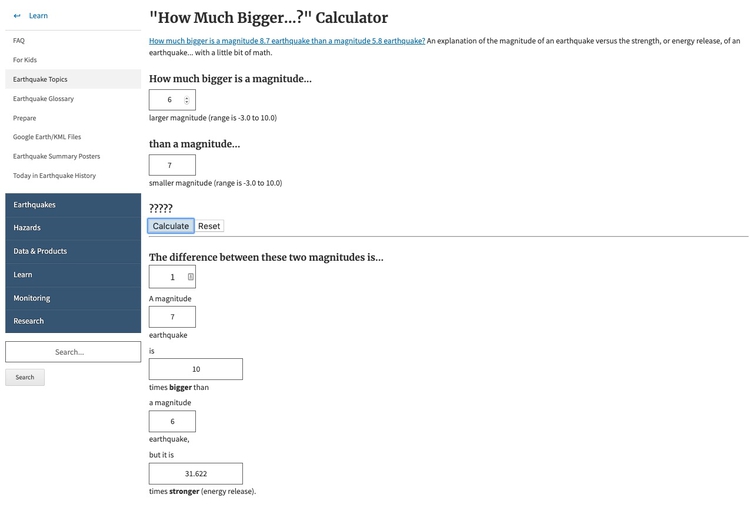 Learn
FAQ
For Kids
Earthquake Topics
Earthquake Glossary
Prepare
Google Earth/KML Files
Earthquake Summary Posters
Today in Earthquake History
Earthquakes
Hazards
Data & Products
Learn
Monitoring
Research
Search...
Search
"How Much Bigger...?" Calculator
How much bigger is a magnitude 8.7 earthquake than a magnitude 5.8 earthquake? An explanation of the magnitude of an earthquake versus the strength, or energy release, of an
earthquake... with a little bit of math.
How much bigger is a magnitude...
6
larger magnitude (range is -3.0 to 10.0)
than a magnitude...
7
smaller magnitude (range is -3.0 to 10.0)
?????
Calculate Reset
The difference between these two magnitudes is...
1
A magnitude
7
earthquake
is
10
times bigger than
a magnitude
6
earthquake,
but it is
31.622
times stronger (energy release).